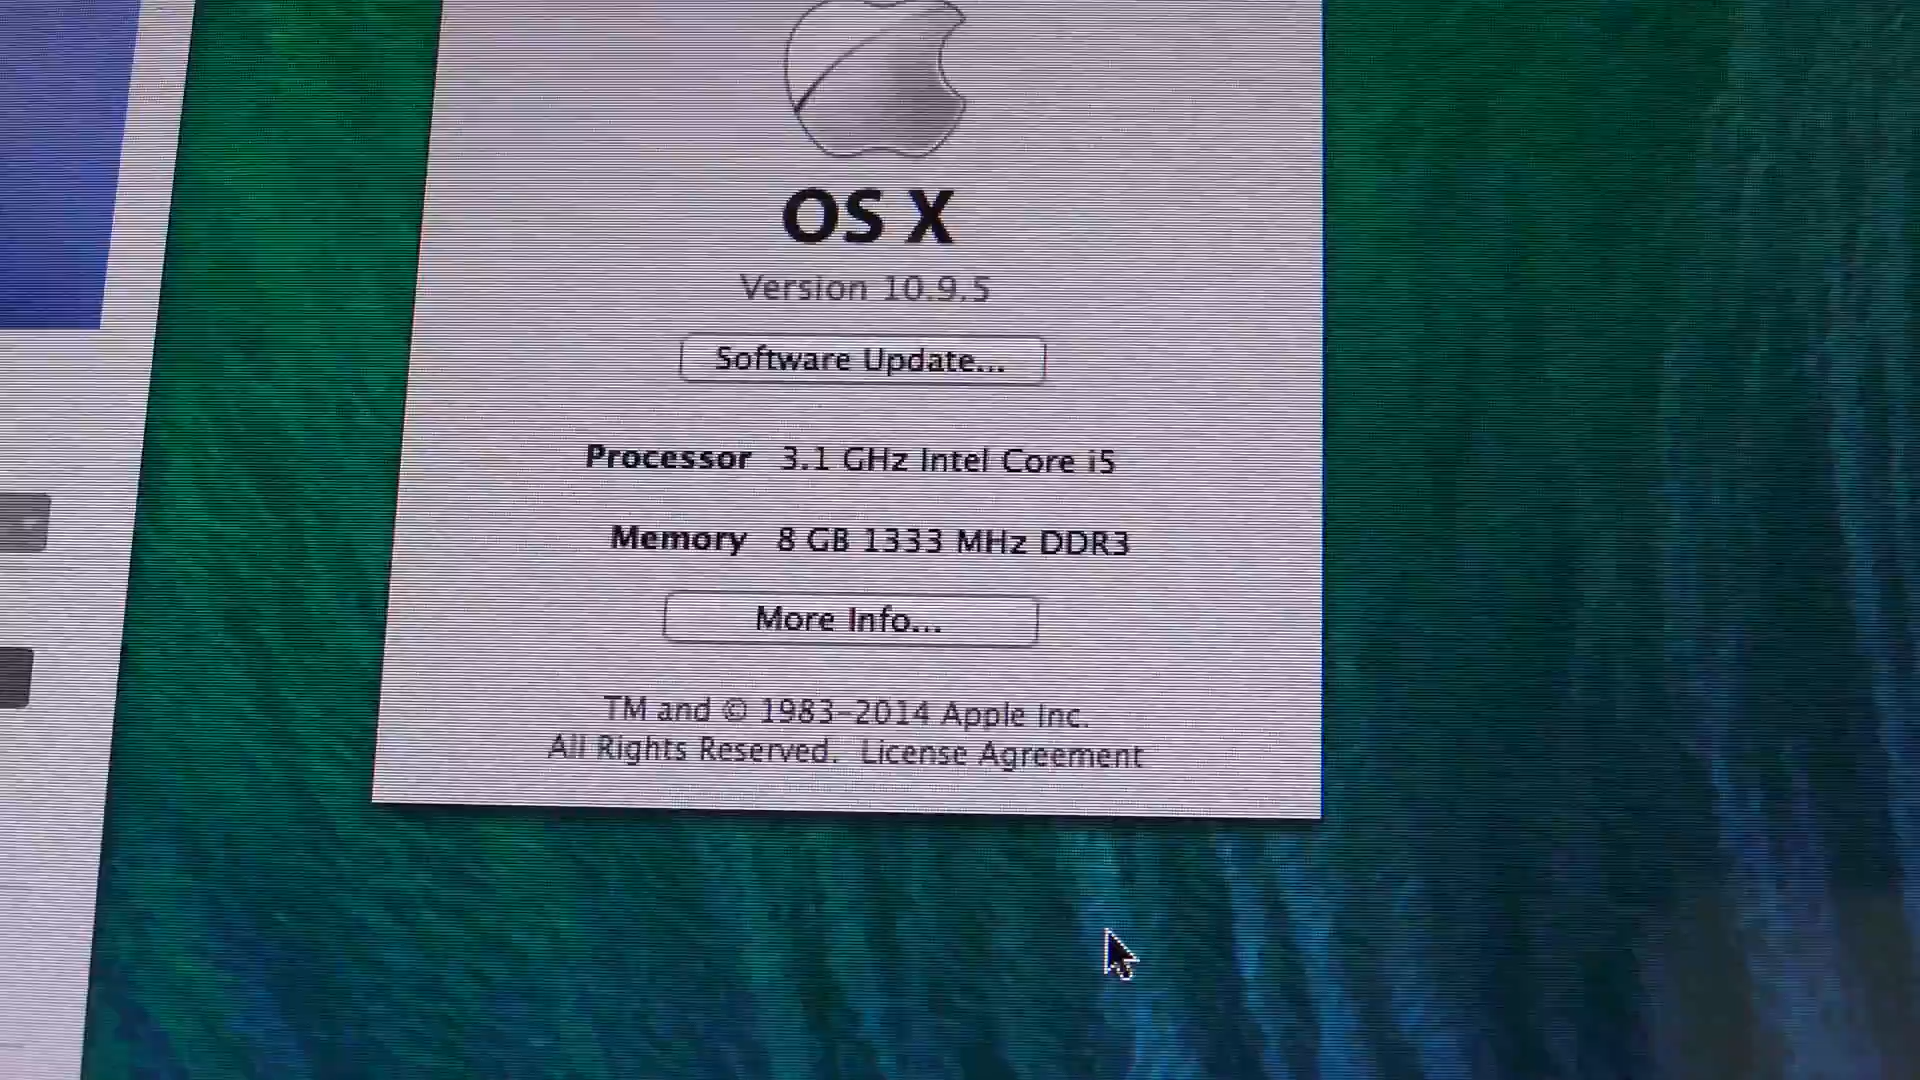 OS X
Version 10.9.5
Software Update...
Processor 3.1 GHz Intel Core i5
Memory 8 GB 1333 MHz DDR3
More Info...
TM and © 1983–2014 Apple Inc.
All Rights Reserved. License Agreement